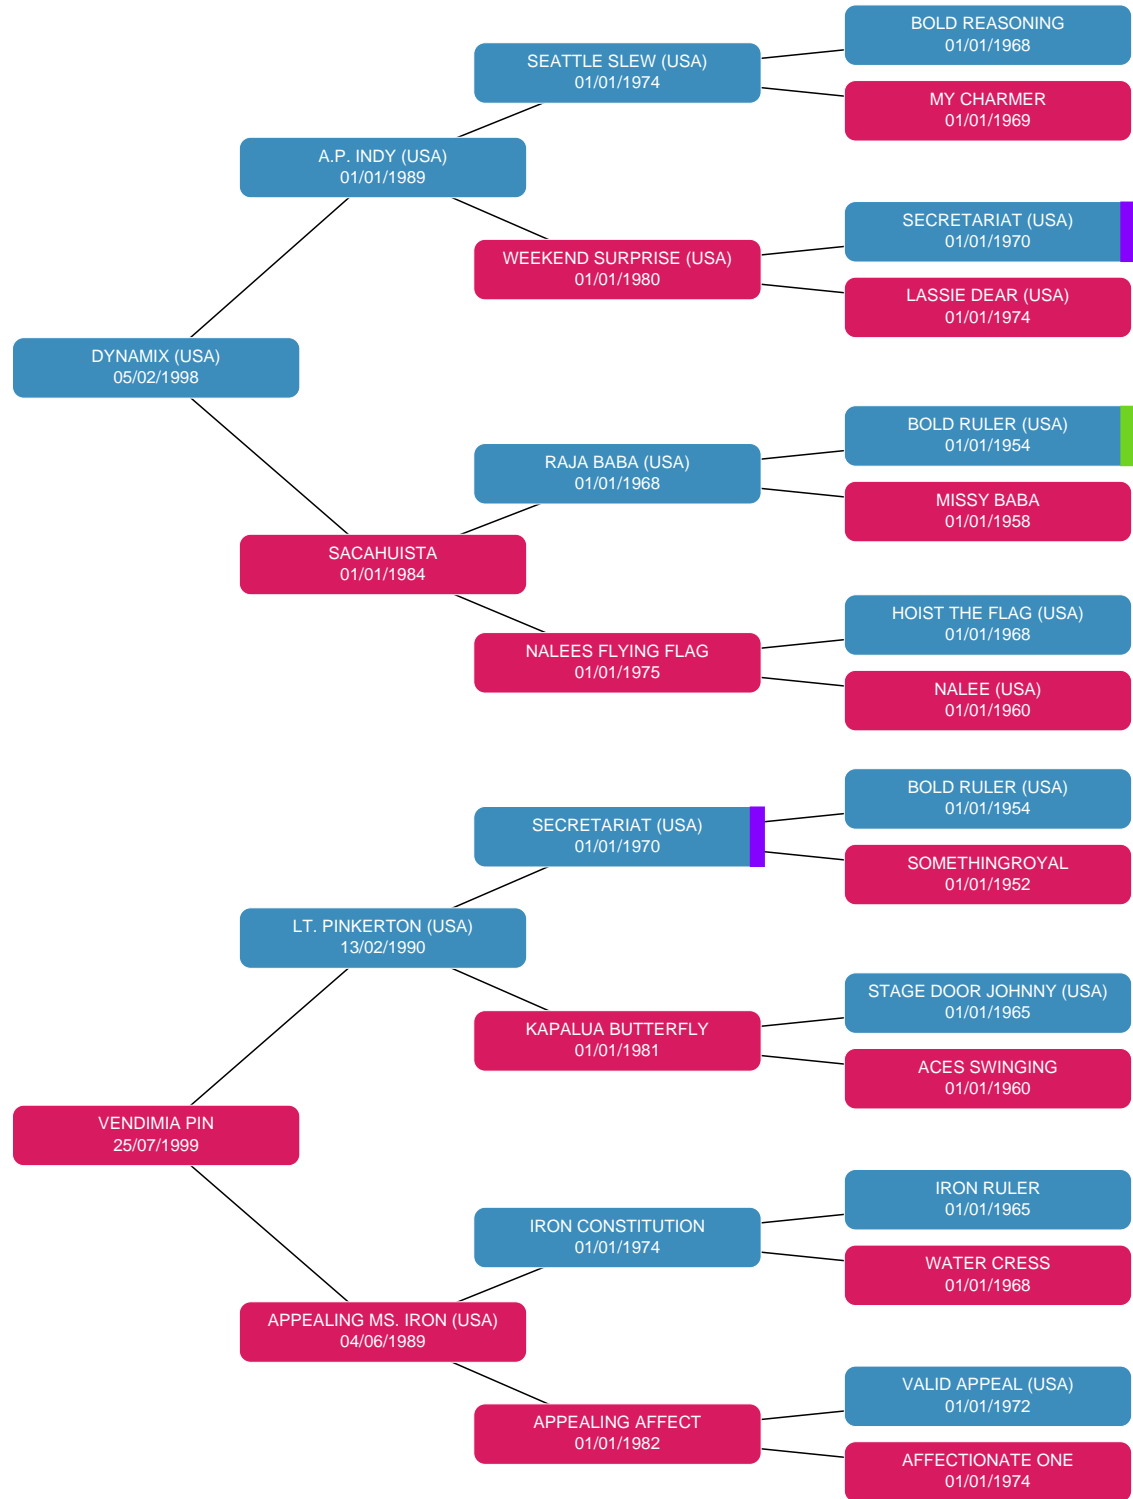 BOLD REASONING
01/01/1968
SEATTLE SLEW (USA)
01/01/1974
MY CHARMER
01/01/1969
A.P. INDY (USA)
01/01/1989
SECRETARIAT (USA)
01/01/1970
WEEKEND SURPRISE (USA)
01/01/1980
LASSIE DEAR (USA)
01/01/1974
DYNAMIX (USA)
05/02/1998
BOLD RULER (USA)
01/01/1954
RAJA BABA (USA)
01/01/1968
MISSY BABA
01/01/1958
SACAHUISTA
01/01/1984
HOIST THE FLAG (USA)
01/01/1968
NALEES FLYING FLAG
01/01/1975
NALEE (USA)
01/01/1960
BOLD RULER (USA)
01/01/1954
SECRETARIAT (USA)
01/01/1970
SOMETHINGROYAL
01/01/1952
LT. PINKERTON (USA)
13/02/1990
STAGE DOOR JOHNNY (USA)
01/01/1965
KAPALUA BUTTERFLY
01/01/1981
ACES SWINGING
01/01/1960
VENDIMIA PIN
25/07/1999
IRON RULER
01/01/1965
IRON CONSTITUTION
01/01/1974
WATER CRESS
01/01/1968
APPEALING MS. IRON (USA)
04/06/1989
VALID APPEAL (USA)
01/01/1972
APPEALING AFFECT
01/01/1982
AFFECTIONATE ONE
01/01/1974